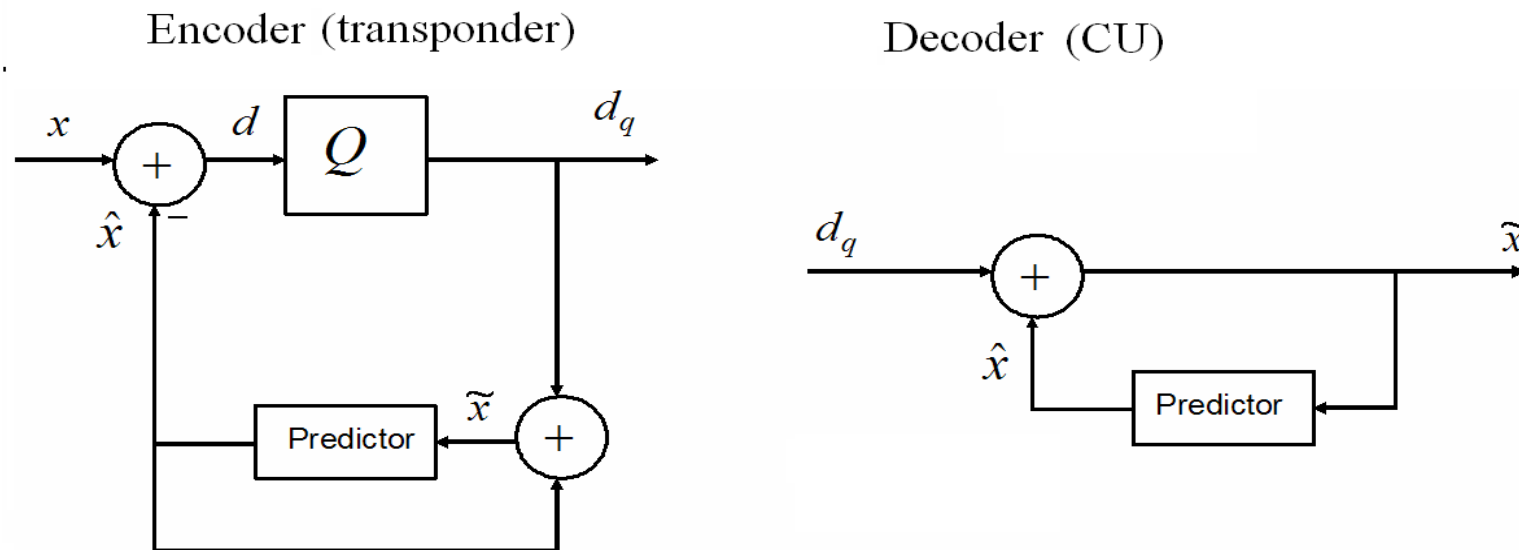 Encoder (transponder)
Decoder (CU)
x
+
d
Q
d_q
x̂
−
Predictor
x̃
+
d_q
+
x̃
x̂
Predictor